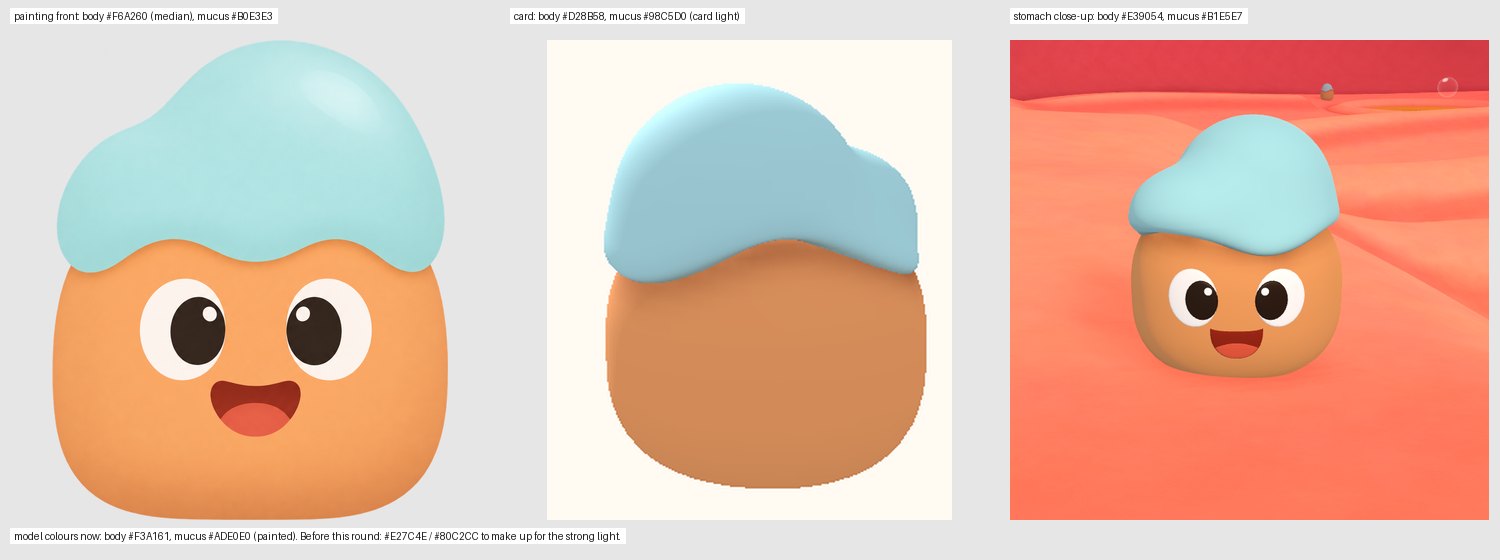 painting front: body #F6A260 (median), mucus #B0E3E3
card: body #D28B58, mucus #98C5D0 (card light)
stomach close-up: body #E39054, mucus #B1E5E7
model colours now: body #F3A161, mucus #ADE0E0 (painted). Before this round: #E27C4E / #80C2CC to make up for the strong light.